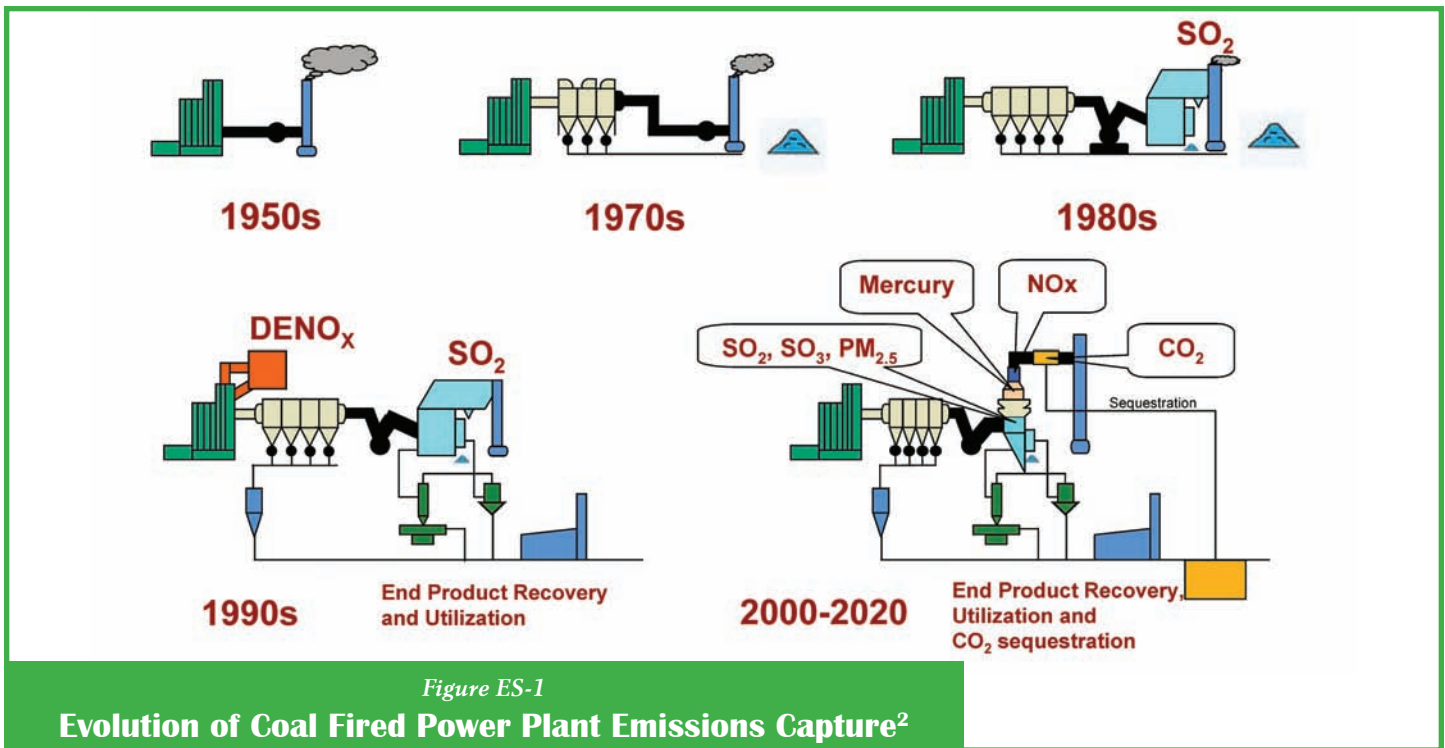 SO₂
1950s
1970s
1980s
DENOX
SO₂
1990s
End Product Recovery
and Utilization
Mercury
NOx
SO₂, SO₃, PM₂.₅
CO₂
Sequestration
2000-2020
End Product Recovery,
Utilization and
CO₂ sequestration
Figure ES-1
Evolution of Coal Fired Power Plant Emissions Capture²